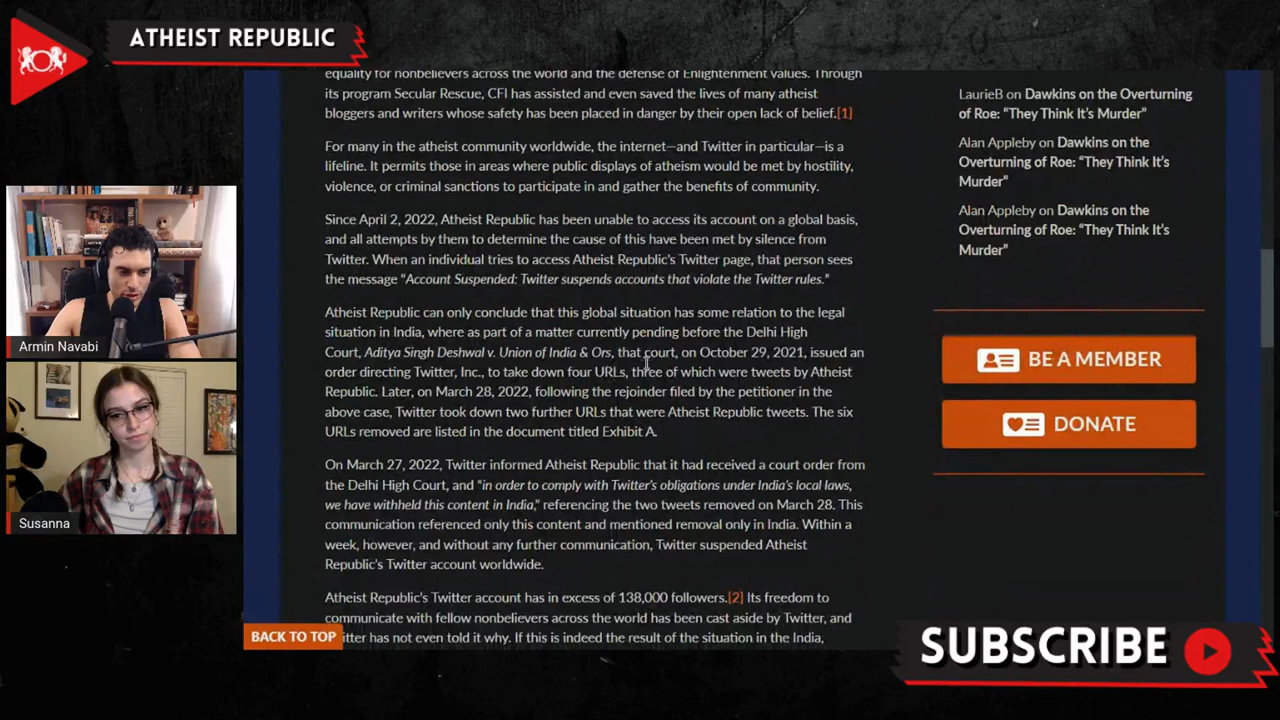 ATHEIST REPUBLIC
equality for nonbelievers across the world and the defense of Enlightenment values. Through
its program Secular Rescue, CFI has assisted and even saved the lives of many atheist
bloggers and writers whose safety has been placed in danger by their open lack of belief.[1]
For many in the atheist community worldwide, the internet—and Twitter in particular—is a
lifeline. It permits those in areas where public displays of atheism would be met by hostility,
violence, or criminal sanctions to participate in and gather the benefits of community.
Since April 2, 2022, Atheist Republic has been unable to access its account on a global basis,
and all attempts by them to determine the cause of this have been met by silence from
Twitter. When an individual tries to access Atheist Republic's Twitter page, that person sees
the message "Account Suspended: Twitter suspends accounts that violate the Twitter rules."
Atheist Republic can only conclude that this global situation has some relation to the legal
situation in India, where as part of a matter currently pending before the Delhi High
Court, Aditya Singh Deshwal v. Union of India & Ors, that court, on October 29, 2021, issued an
order directing Twitter, Inc., to take down four URLs, three of which were tweets by Atheist
Republic. Later, on March 28, 2022, following the rejoinder filed by the petitioner in the
above case, Twitter took down two further URLs that were Atheist Republic tweets. The six
URLs removed are listed in the document titled Exhibit A.
On March 27, 2022, Twitter informed Atheist Republic that it had received a court order from
the Delhi High Court, and "in order to comply with Twitter's obligations under India's local laws,
we have withheld this content in India," referencing the two tweets removed on March 28. This
communication referenced only this content and mentioned removal only in India. Within a
week, however, and without any further communication, Twitter suspended Atheist
Republic's Twitter account worldwide.
Atheist Republic's Twitter account has in excess of 138,000 followers.[2] Its freedom to
communicate with fellow nonbelievers across the world has been cast aside by Twitter, and
itter has not even told it why. If this is indeed the result of the situation in the India,
BACK TO TOP
LaurieB on Dawkins on the Overturning
of Roe: "They Think It's Murder"
Alan Appleby on Dawkins on the
Overturning of Roe: "They Think It's
Murder"
Alan Appleby on Dawkins on the
Overturning of Roe: "They Think It's
Murder"
BE A MEMBER
DONATE
Armin Navabi
Susanna
SUBSCRIBE